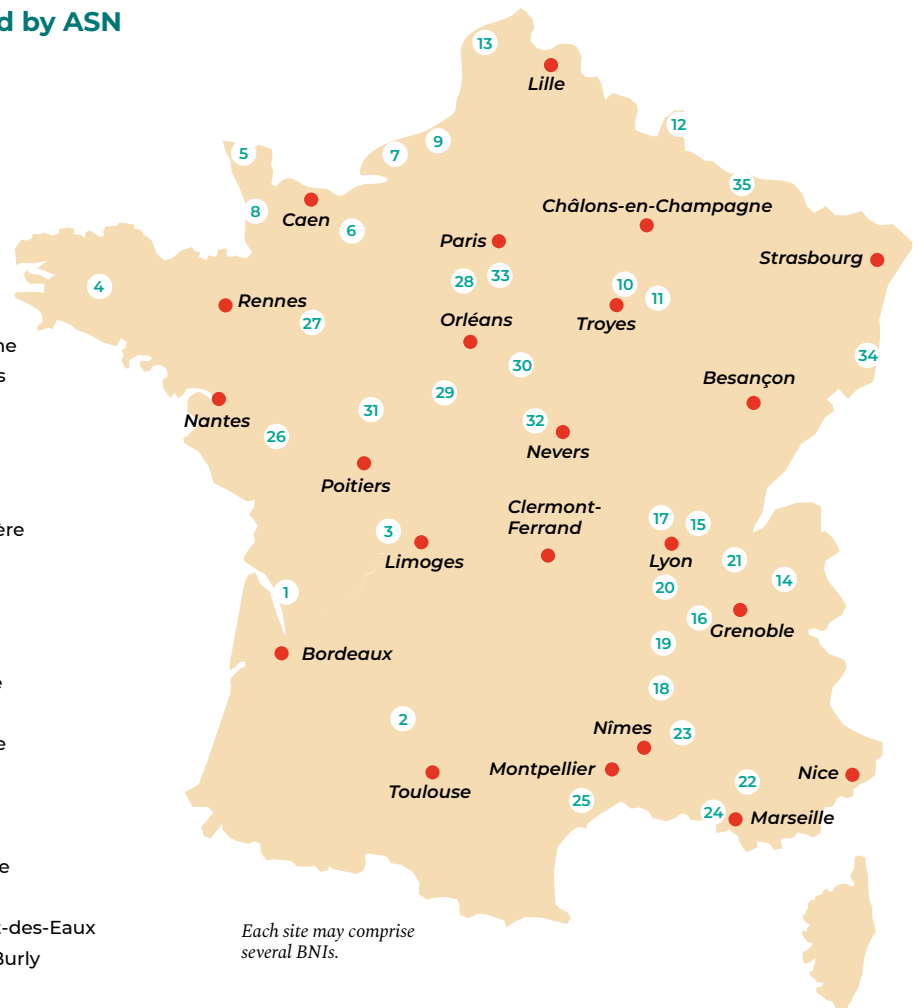 d by ASN
13
Lille
12
5
9
7
35
Châlons-en-Champagne
8
Caen
6
Paris
Strasbourg
33
28
10
4
11
Rennes
Orléans
27
Troyes
ne
34
30
s
Besançon
29
31
Nantes
32
26
Nevers
Poitiers
Clermont-
Ferrand
17
15
ère
3
Lyon
21
Limoges
14
20
1
16
Grenoble
19
Bordeaux
e
18
2
Nîmes
23
e
Montpellier
Nice
22
Toulouse
25
24
Marseille
e
t-des-Eaux
Each site may comprise
several BNIs.
Burly